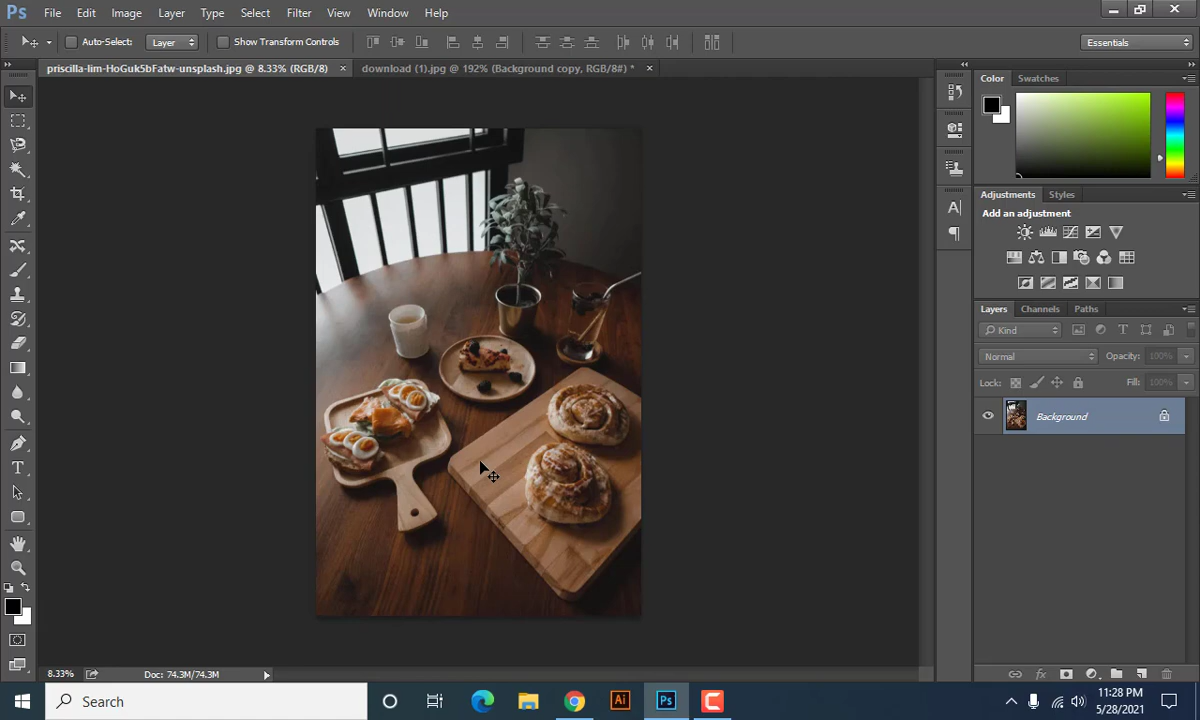 Ps File Edit Image Layer Type Select Filter View Window Help
Auto-Select: Layer Show Transform Controls Essentials
priscilla-lim-HoGuk5bFatw-unsplash.jpg @ 8.33% (RGB/8) × download (1).jpg @ 192% (Background copy, RGB/8#) * ×
Color Swatches
Adjustments Styles
Add an adjustment
Layers Channels Paths
Kind
Normal Opacity: 100%
Lock: Fill: 100%
Background
8.33% Doc: 74.3M/74.3M
Search Ai Ps 11:28 PM
5/28/2021